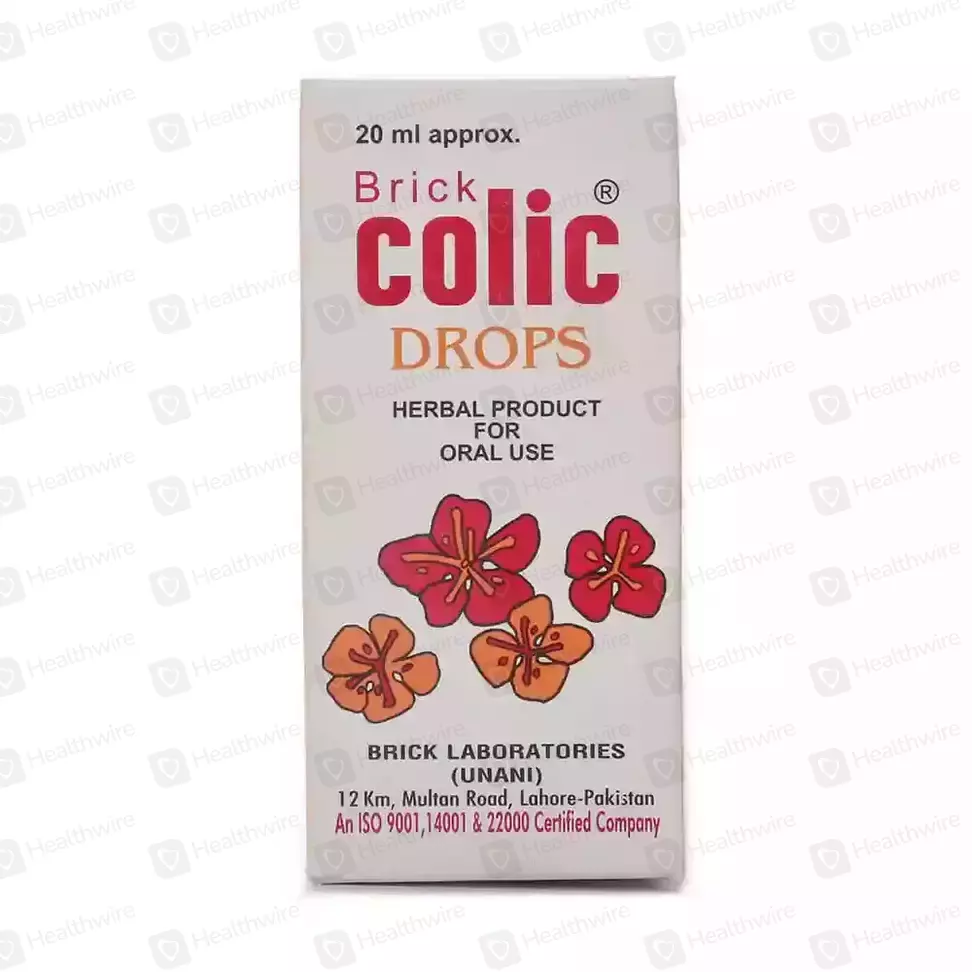 20 ml approx.
Brick ®
colic
DROPS
HERBAL PRODUCT
FOR
ORAL USE
BRICK LABORATORIES
(UNANI)
12 Km, Multan Road, Lahore-Pakistan
An ISO 9001,14001 & 22000 Certified Company
Healthwire